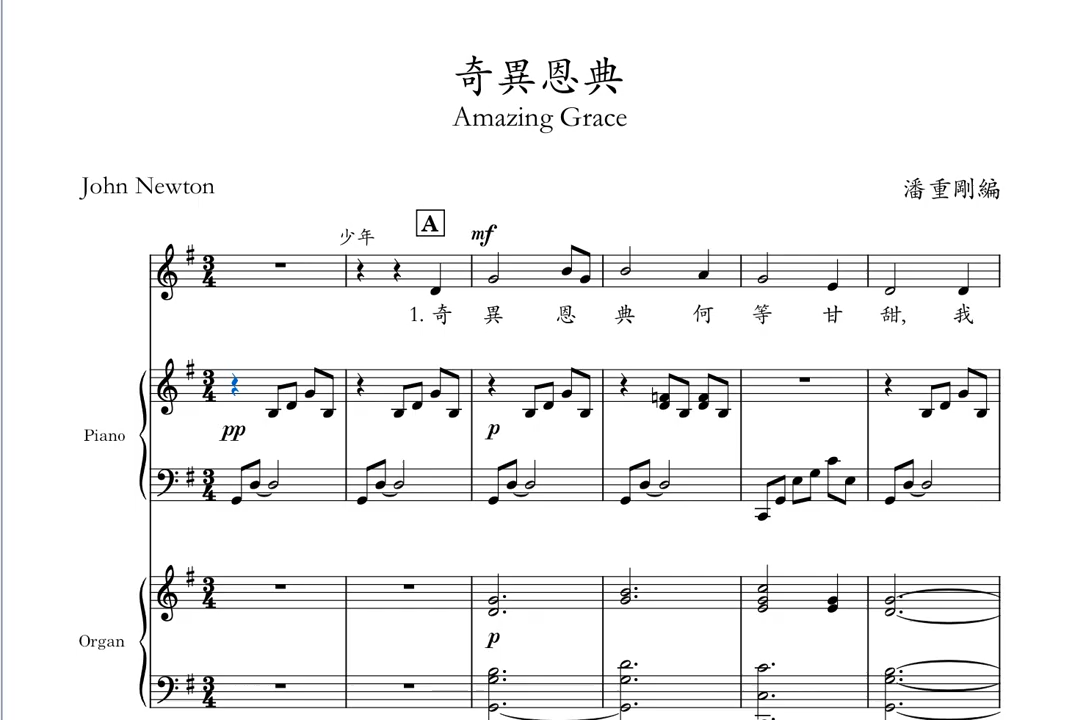 奇異恩典
Amazing Grace
John Newton
潘重剛編
少年
A
mf
1. 奇 異 恩 典 何 等 甘 甜, 我
Piano
pp
p
Organ
p